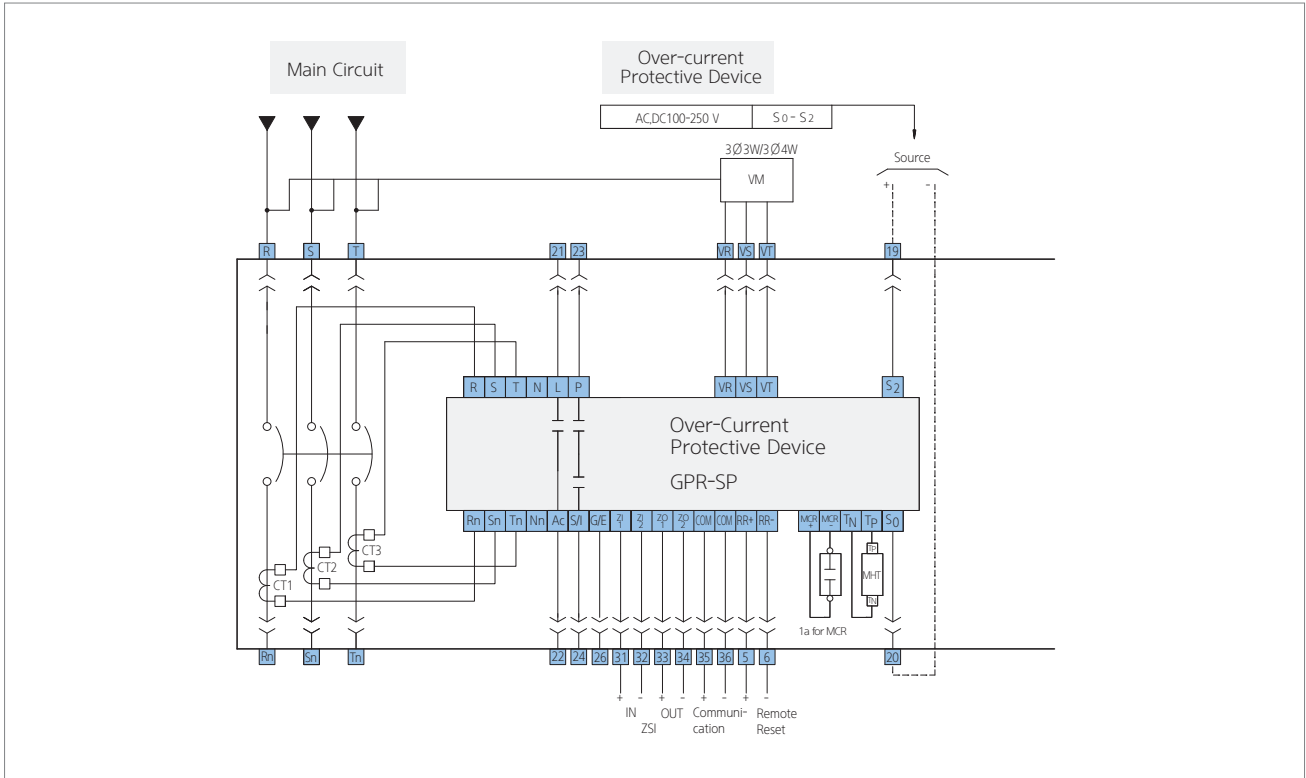 Main Circuit
Over-current
Protective Device
AC,DC100-250 V
S0 - S2
3Ø3W/3Ø4W
VM
Source
+
-
R
S
T
21
23
VR
VS
VT
19
R
S
T
N
L
P
VR
VS
VT
S2
Over-Current
Protective Device
GPR-SP
Rn
Sn
Tn
Nn
Ac
S/I
G/E
ZI
1
ZI
2
ZO
1
ZO
2
COM
COM
RR+
RR-
MCR
+
MCR
-
TN
TP
S0
CT1
CT2
CT3
TP
MHT
TN
1a for MCR
Rn
Sn
Tn
22
24
26
31
32
33
34
35
36
5
6
20
+
-
+
-
+
-
+
-
IN
OUT
ZSI
Communi-
cation
Remote
Reset